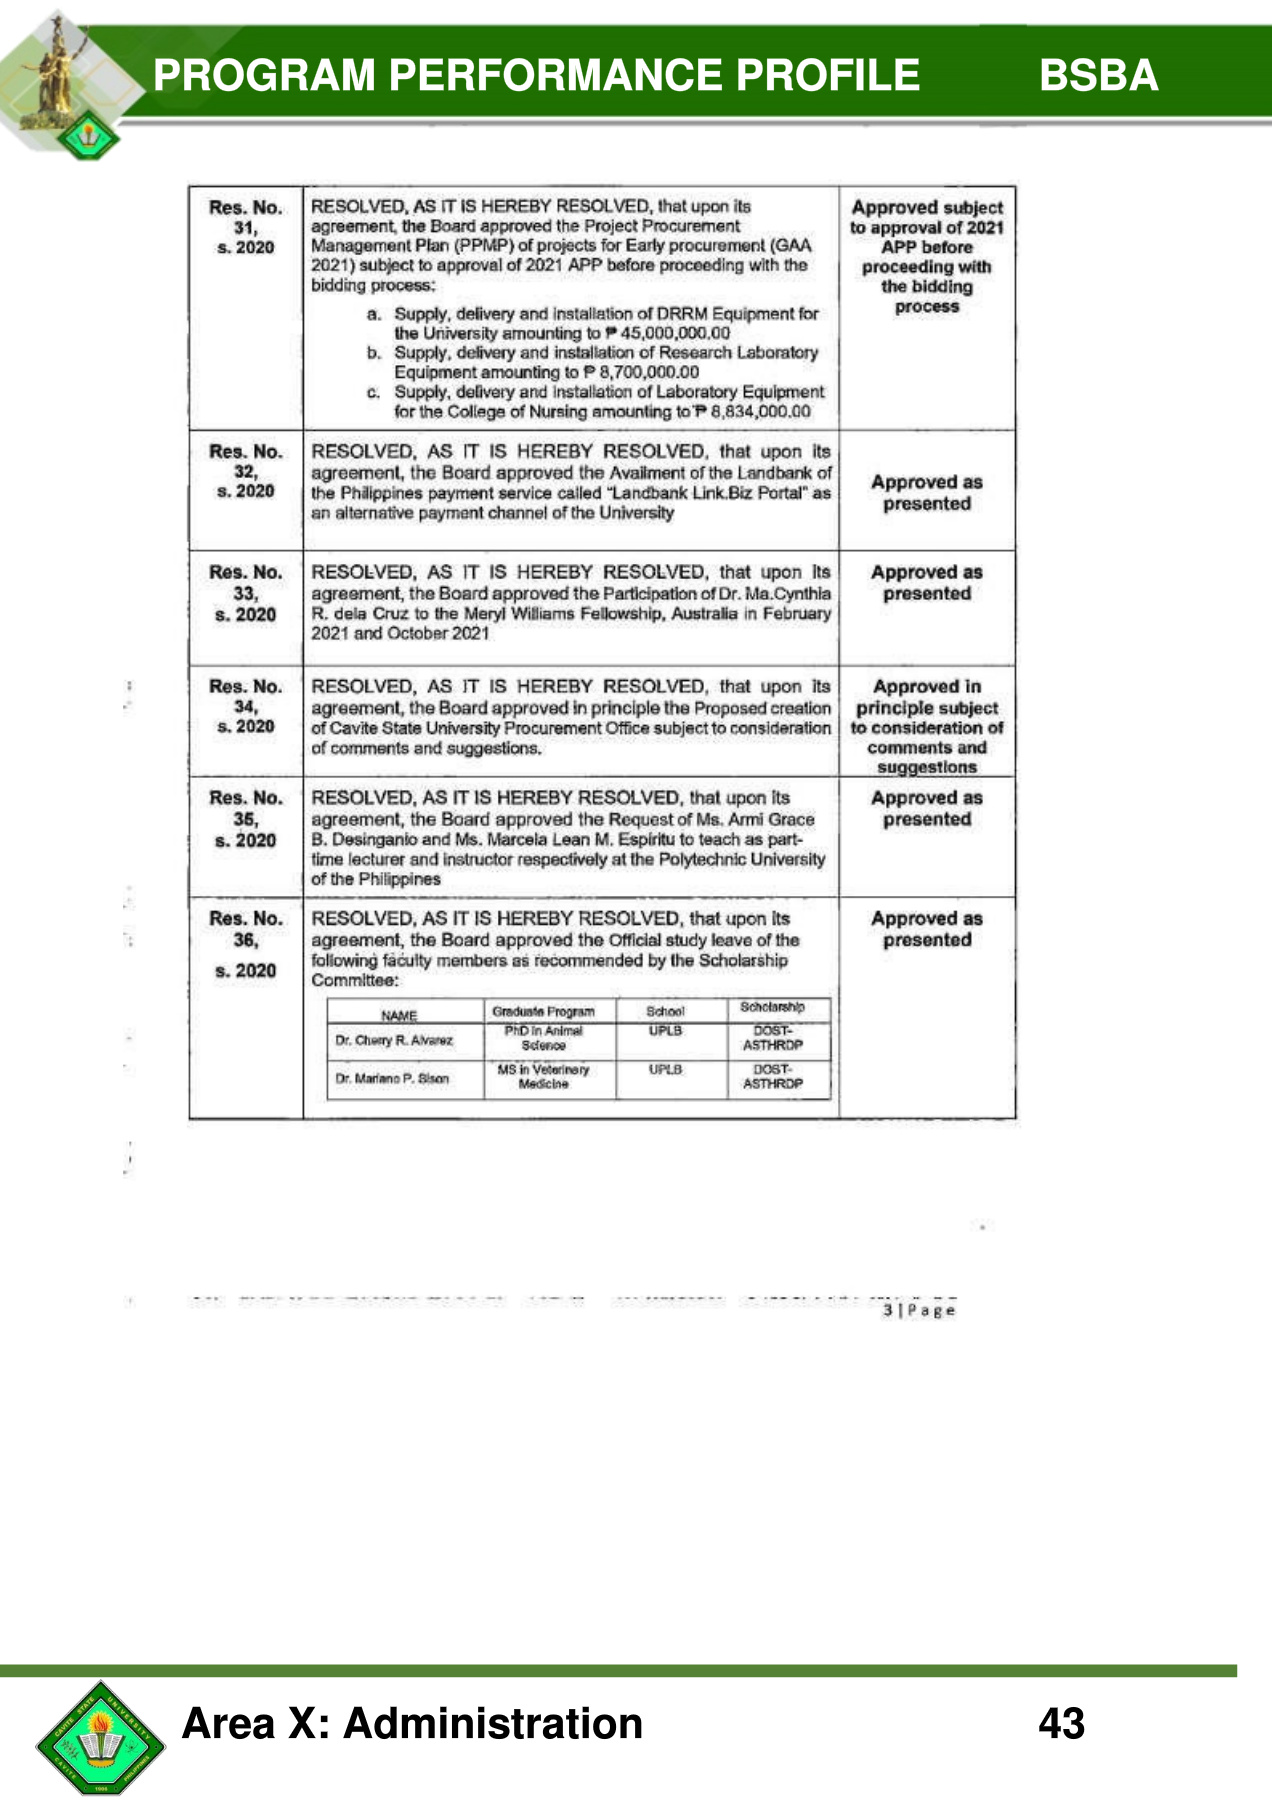 PROGRAM PERFORMANCE PROFILE BSBA
Res. No.
31,
s. 2020
RESOLVED, AS IT IS HEREBY RESOLVED, that upon its
agreement, the Board approved the Project Procurement
Management Plan (PPMP) of projects for Early procurement (GAA
2021) subject to approval of 2021 APP before proceeding with the
bidding process:
a. Supply, delivery and installation of DRRM Equipment for
the University amounting to ₱ 45,000,000.00
b. Supply, delivery and installation of Research Laboratory
Equipment amounting to ₱ 8,700,000.00
c. Supply, delivery and installation of Laboratory Equipment
for the College of Nursing amounting to ₱ 8,834,000.00
Approved subject
to approval of 2021
APP before
proceeding with
the bidding
process
Res. No.
32,
s. 2020
RESOLVED, AS IT IS HEREBY RESOLVED, that upon its
agreement, the Board approved the Availment of the Landbank of
the Philippines payment service called "Landbank Link.Biz Portal" as
an alternative payment channel of the University
Approved as
presented
Res. No.
33,
s. 2020
RESOLVED, AS IT IS HEREBY RESOLVED, that upon its
agreement, the Board approved the Participation of Dr. Ma.Cynthia
R. dela Cruz to the Meryl Williams Fellowship, Australia in February
2021 and October 2021
Approved as
presented
Res. No.
34,
s. 2020
RESOLVED, AS IT IS HEREBY RESOLVED, that upon its
agreement, the Board approved in principle the Proposed creation
of Cavite State University Procurement Office subject to consideration
of comments and suggestions.
Approved in
principle subject
to consideration of
comments and
suggestions
Res. No.
35,
s. 2020
RESOLVED, AS IT IS HEREBY RESOLVED, that upon its
agreement, the Board approved the Request of Ms. Armi Grace
B. Desinganio and Ms. Marcela Lean M. Espiritu to teach as part-
time lecturer and instructor respectively at the Polytechnic University
of the Philippines
Approved as
presented
Res. No.
36,
s. 2020
RESOLVED, AS IT IS HEREBY RESOLVED, that upon its
agreement, the Board approved the Official study leave of the
following faculty members as recommended by the Scholarship
Committee:
NAME Graduate Program School Scholarship
Dr. Cherry R. Alvarez PhD in Animal Science UPLB DOST-ASTHRDP
Dr. Mariano P. Sison MS in Veterinary Medicine UPLB DOST-ASTHRDP
Approved as
presented
3 | P a g e
CAVITE STATE UNIVERSITY
CAVITE 1906 PHILIPPINES
Area X: Administration 43